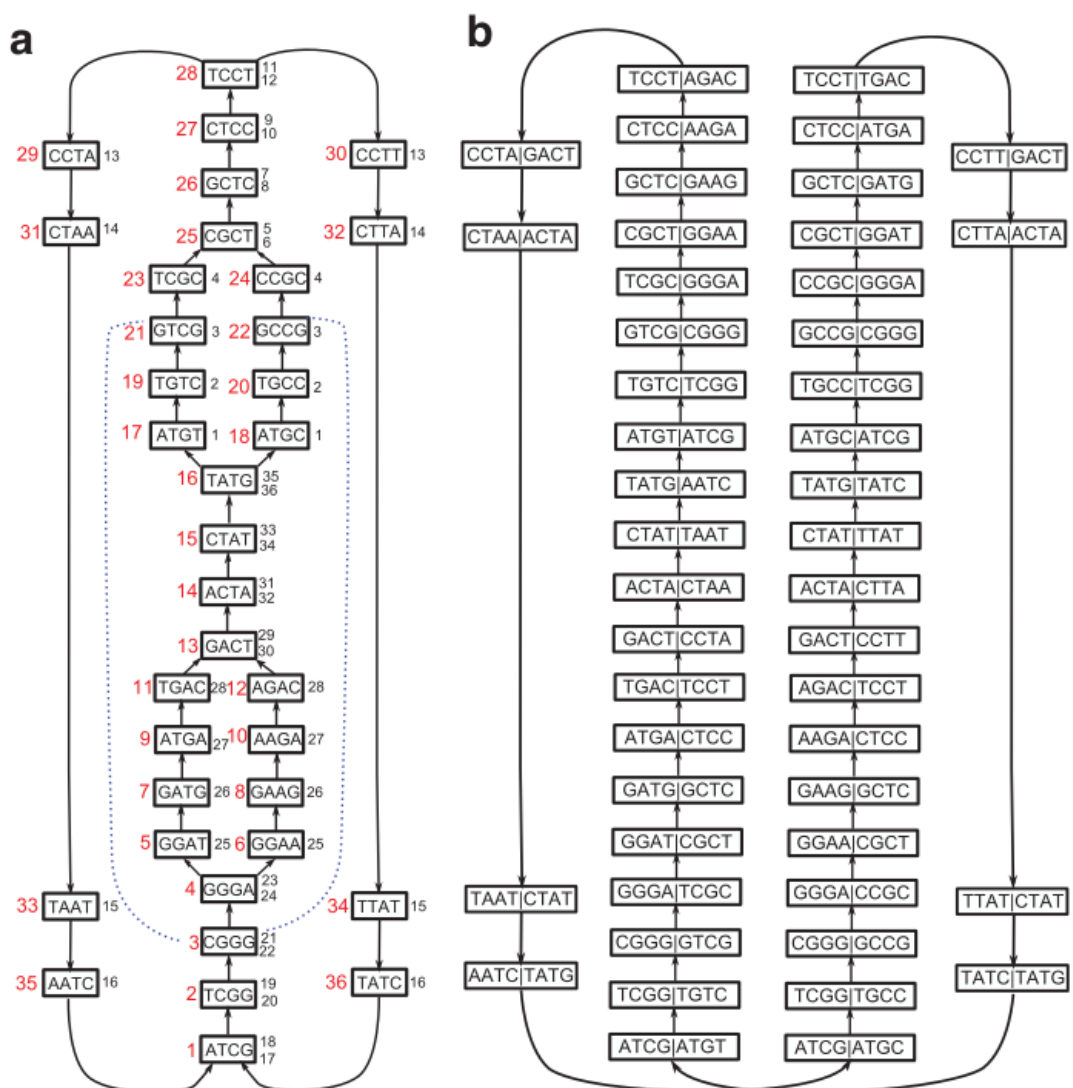 a
28 TCCT 11 12
27 CTCC 9 10
29 CCTA 13
30 CCTT 13
26 GCTC 7 8
31 CTAA 14
25 CGCT 5 6
32 CTTA 14
23 TCGC 4
24 CCGC 4
21 GTCG 3
22 GCCG 3
19 TGTC 2
20 TGCC 2
17 ATGT 1
18 ATGC 1
16 TATG 35 36
15 CTAT 33 34
14 ACTA 31 32
13 GACT 29 30
11 TGAC 28
12 AGAC 28
9 ATGA 27
10 AAGA 27
7 GATG 26
8 GAAG 26
5 GGAT 25
6 GGAA 25
4 GGGA 23 24
33 TAAT 15
34 TTAT 15
3 CGGG 21 22
35 AATC 16
36 TATC 16
2 TCGG 19 20
1 ATCG 18 17
b
TCCT|AGAC
TCCT|TGAC
CTCC|AAGA
CTCC|ATGA
CCTA|GACT
CCTT|GACT
GCTC|GAAG
GCTC|GATG
CTAA|ACTA
CGCT|GGAA
CGCT|GGAT
CTTA|ACTA
TCGC|GGGA
CCGC|GGGA
GTCG|CGGG
GCCG|CGGG
TGTC|TCGG
TGCC|TCGG
ATGT|ATCG
ATGC|ATCG
TATG|AATC
TATG|TATC
CTAT|TAAT
CTAT|TTAT
ACTA|CTAA
ACTA|CTTA
GACT|CCTA
GACT|CCTT
TGAC|TCCT
AGAC|TCCT
ATGA|CTCC
AAGA|CTCC
GATG|GCTC
GAAG|GCTC
GGAT|CGCT
GGAA|CGCT
TAAT|CTAT
GGGA|TCGC
GGGA|CCGC
TTAT|CTAT
CGGG|GTCG
CGGG|GCCG
AATC|TATG
TATC|TATG
TCGG|TGTC
TCGG|TGCC
ATCG|ATGT
ATCG|ATGC